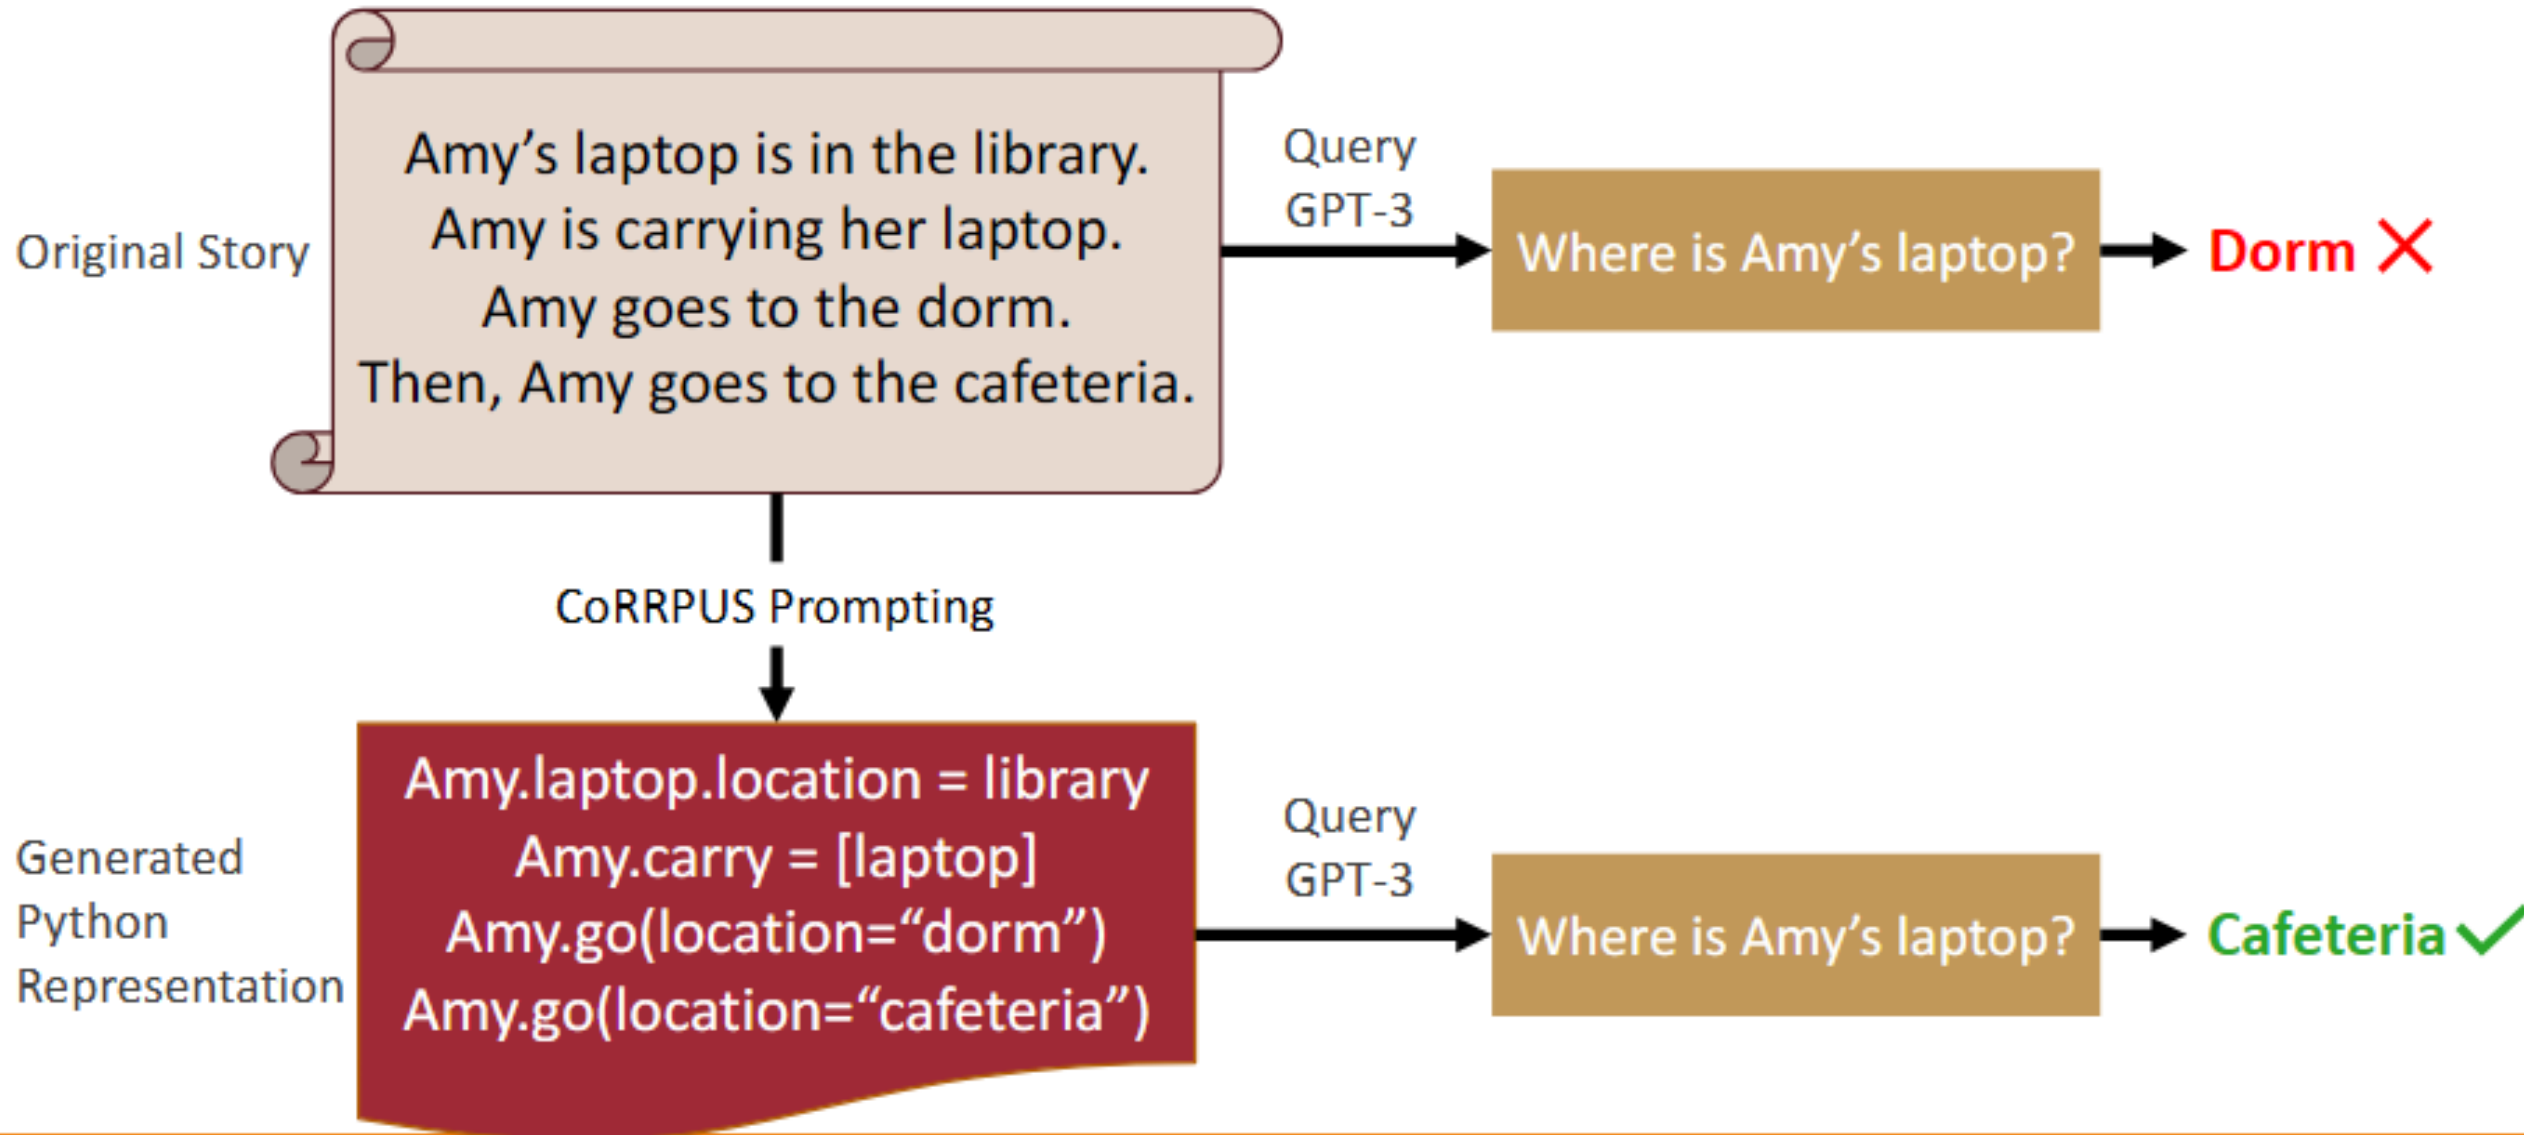 Original Story
Amy’s laptop is in the library.
Amy is carrying her laptop.
Amy goes to the dorm.
Then, Amy goes to the cafeteria.
Query
GPT-3
Where is Amy’s laptop?
Dorm
CoRRPUS Prompting
Generated
Python
Representation
Amy.laptop.location = library
Amy.carry = [laptop]
Amy.go(location=“dorm”)
Amy.go(location=“cafeteria”)
Query
GPT-3
Where is Amy’s laptop?
Cafeteria